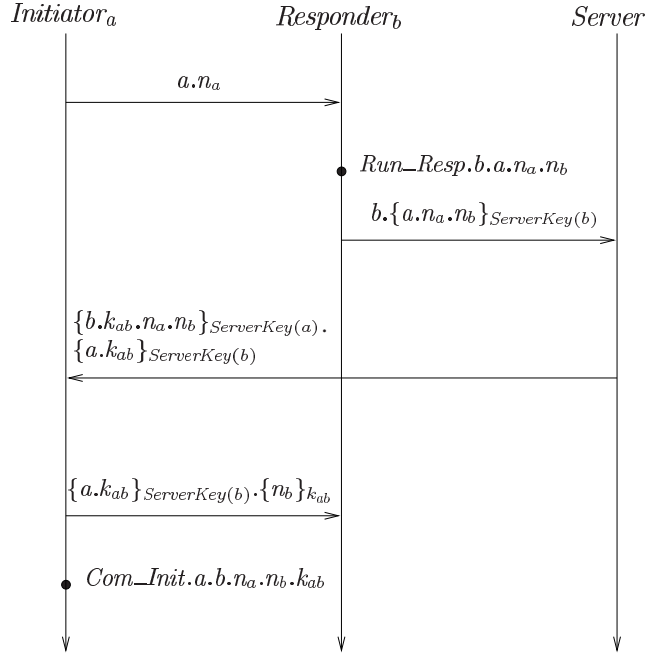 Initiator_a Responder_b Server
a.n_a
Run_Resp.b.a.n_a.n_b
b.{a.n_a.n_b}_ServerKey(b)
{b.k_ab.n_a.n_b}_ServerKey(a).
{a.k_ab}_ServerKey(b)
{a.k_ab}_ServerKey(b).{n_b}_k_ab
Com_Init.a.b.n_a.n_b.k_ab